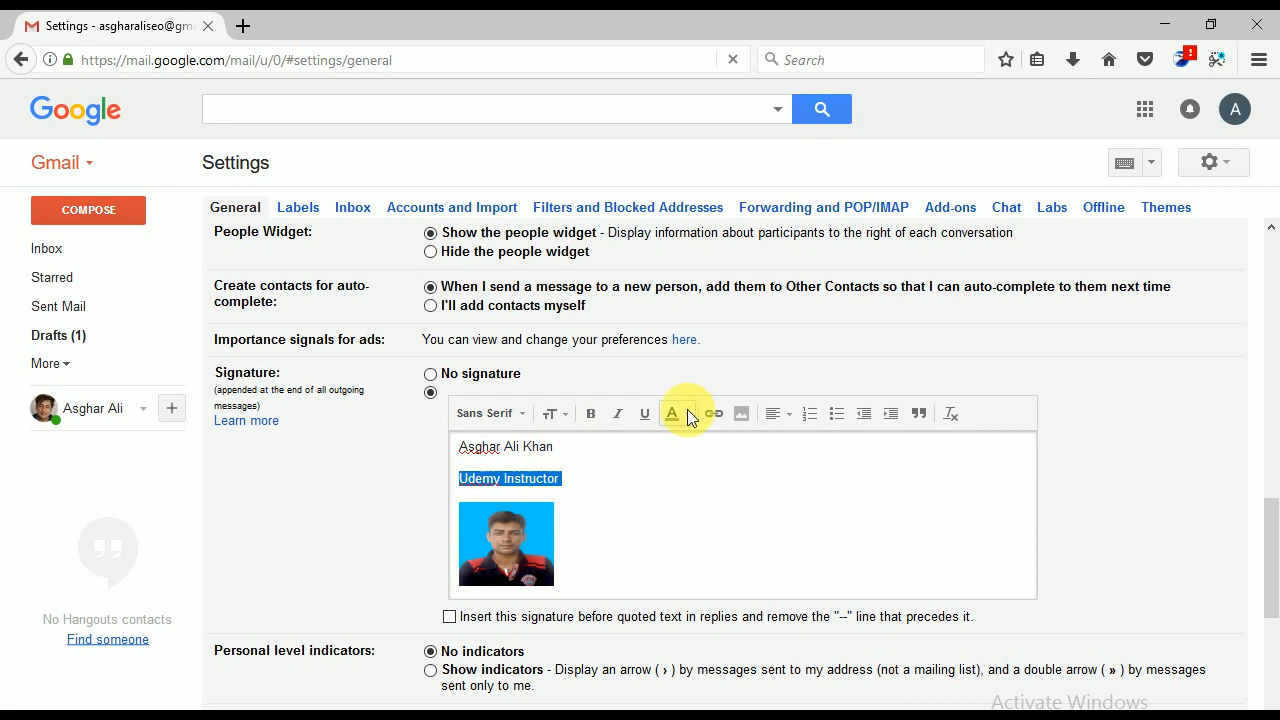 Settings - asgharaliseo@gm
https://mail.google.com/mail/u/0/#settings/general
Search
Google
A
Gmail
Settings
COMPOSE
General Labels Inbox Accounts and Import Filters and Blocked Addresses Forwarding and POP/IMAP Add-ons Chat Labs Offline Themes
Inbox
Starred
Sent Mail
Drafts (1)
More
Asghar Ali
No Hangouts contacts
Find someone
People Widget:
Show the people widget - Display information about participants to the right of each conversation
Hide the people widget
Create contacts for auto-
complete:
When I send a message to a new person, add them to Other Contacts so that I can auto-complete to them next time
I'll add contacts myself
Importance signals for ads:
You can view and change your preferences here.
Signature:
(appended at the end of all outgoing
messages)
Learn more
No signature
Sans Serif
Asghar Ali Khan
Udemy Instructor
Insert this signature before quoted text in replies and remove the "--" line that precedes it.
Personal level indicators:
No indicators
Show indicators - Display an arrow ( › ) by messages sent to my address (not a mailing list), and a double arrow ( » ) by messages
sent only to me.
Activate Windows